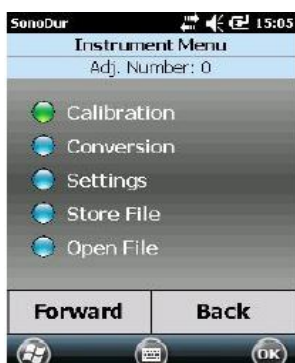 SonoDur 15:05
Instrument Menu
Adj. Number: 0
Calibration
Conversion
Settings
Store File
Open File
Forward Back
OK